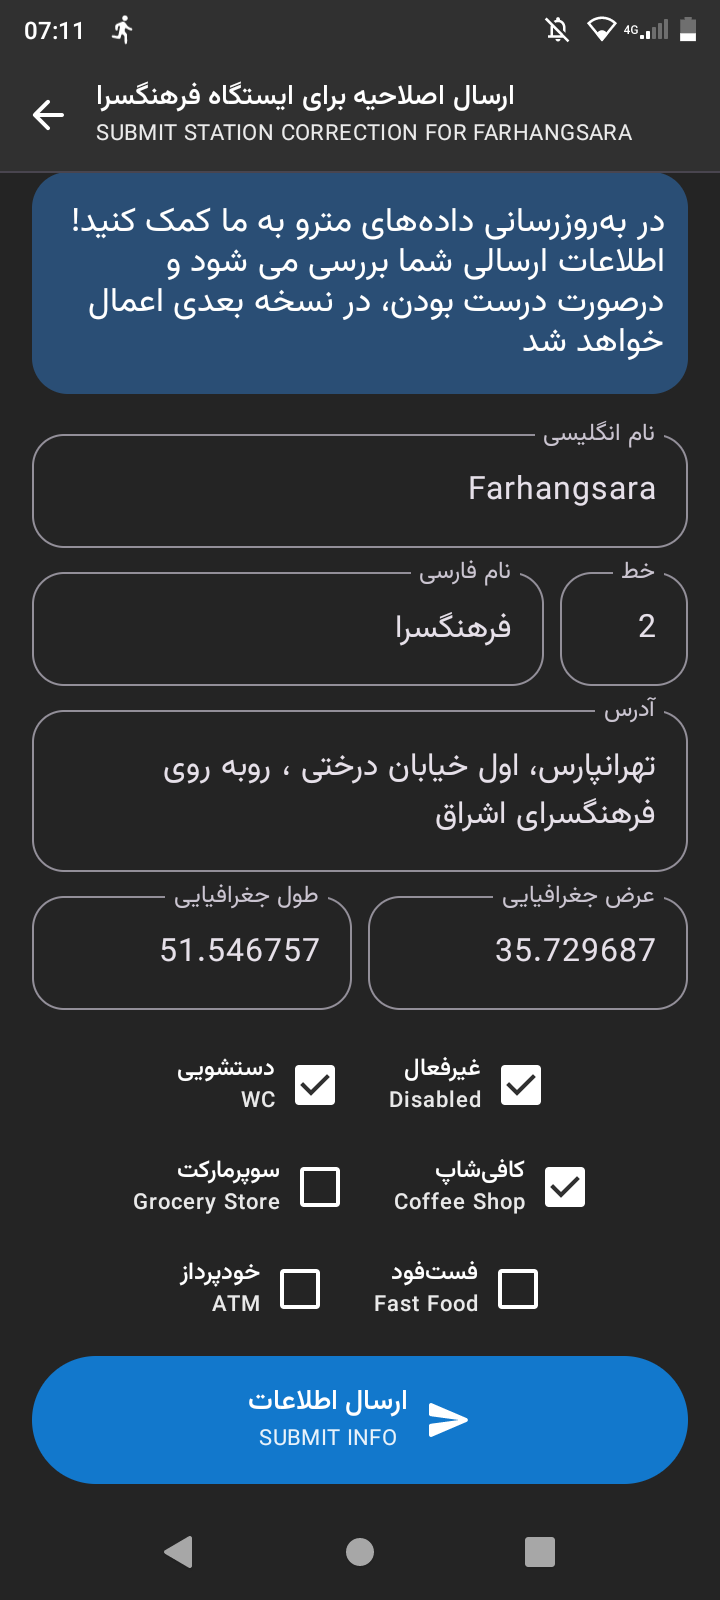 07:11
4G
ارسال اصلاحیه برای ایستگاه فرهنگسرا
SUBMIT STATION CORRECTION FOR FARHANGSARA
در به‌روزرسانی داده‌های مترو به ما کمک کنید!
اطلاعات ارسالی شما بررسی می شود و
درصورت درست بودن، در نسخه بعدی اعمال
خواهد شد
نام انگلیسی
Farhangsara
خط
2
نام فارسی
فرهنگسرا
آدرس
تهرانپارس، اول خیابان درختی ، روبه روی
فرهنگسرای اشراق
عرض جغرافیایی
35.729687
طول جغرافیایی
51.546757
غیرفعال
Disabled
دستشویی
WC
کافی‌شاپ
Coffee Shop
سوپرمارکت
Grocery Store
فست‌فود
Fast Food
خودپرداز
ATM
ارسال اطلاعات
SUBMIT INFO